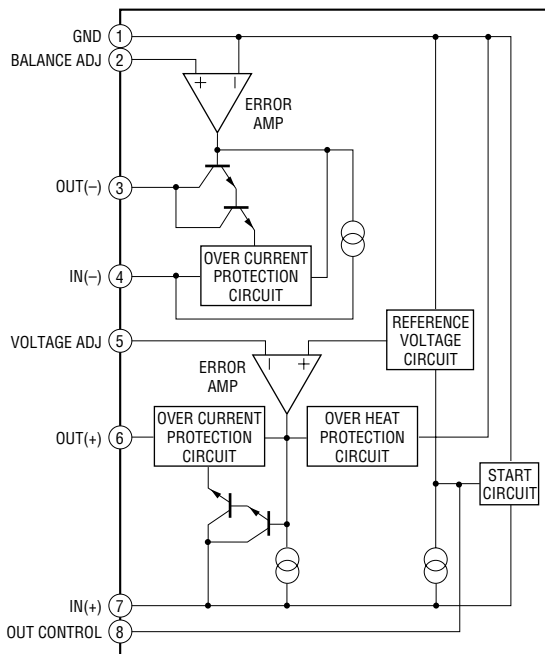 GND 1
BALANCE ADJ 2
+ −
ERROR
AMP
OUT(−) 3
IN(−) 4
OVER CURRENT
PROTECTION
CIRCUIT
VOLTAGE ADJ 5
REFERENCE
VOLTAGE
CIRCUIT
− +
ERROR
AMP
OUT(+) 6
OVER CURRENT
PROTECTION
CIRCUIT
OVER HEAT
PROTECTION
CIRCUIT
START
CIRCUIT
IN(+) 7
OUT CONTROL 8